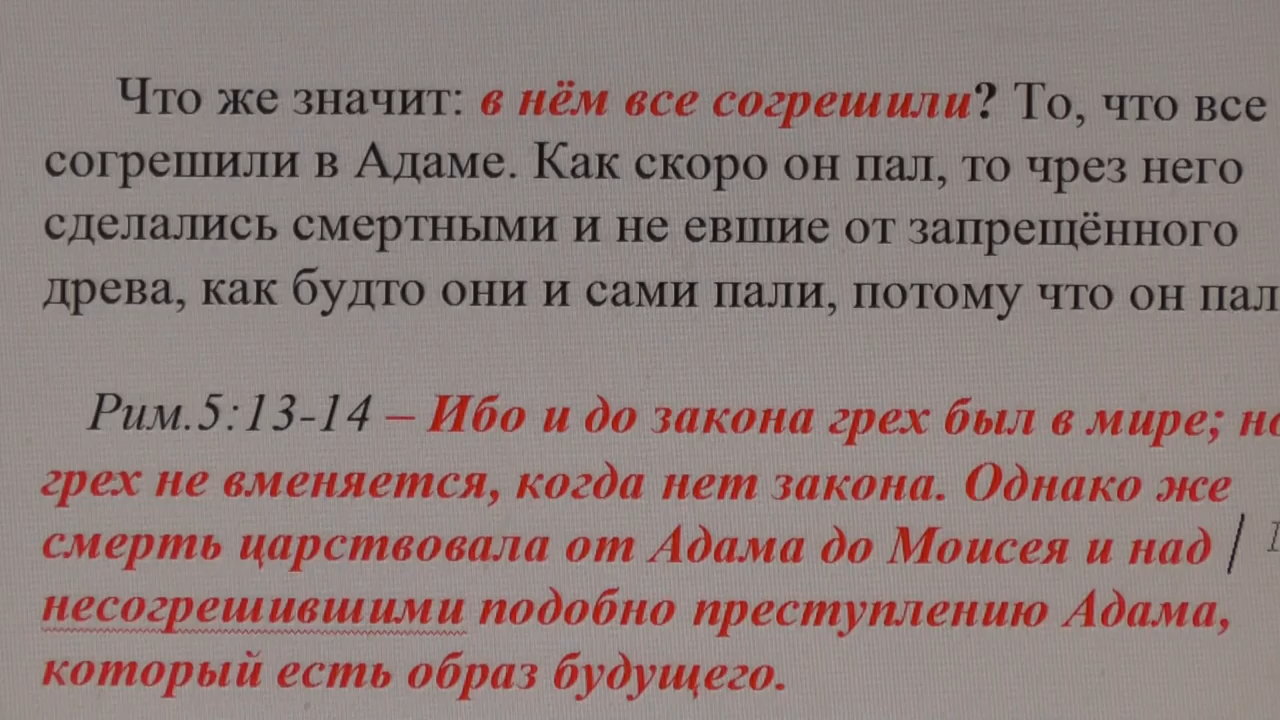 Что же значит: в нём все согрешили? То, что все
согрешили в Адаме. Как скоро он пал, то чрез него
сделались смертными и не евшие от запрещённого
древа, как будто они и сами пали, потому что он пал
Рим.5:13-14 – Ибо и до закона грех был в мире; но
грех не вменяется, когда нет закона. Однако же
смерть царствовала от Адама до Моисея и над
несогрешившими подобно преступлению Адама,
который есть образ будущего.